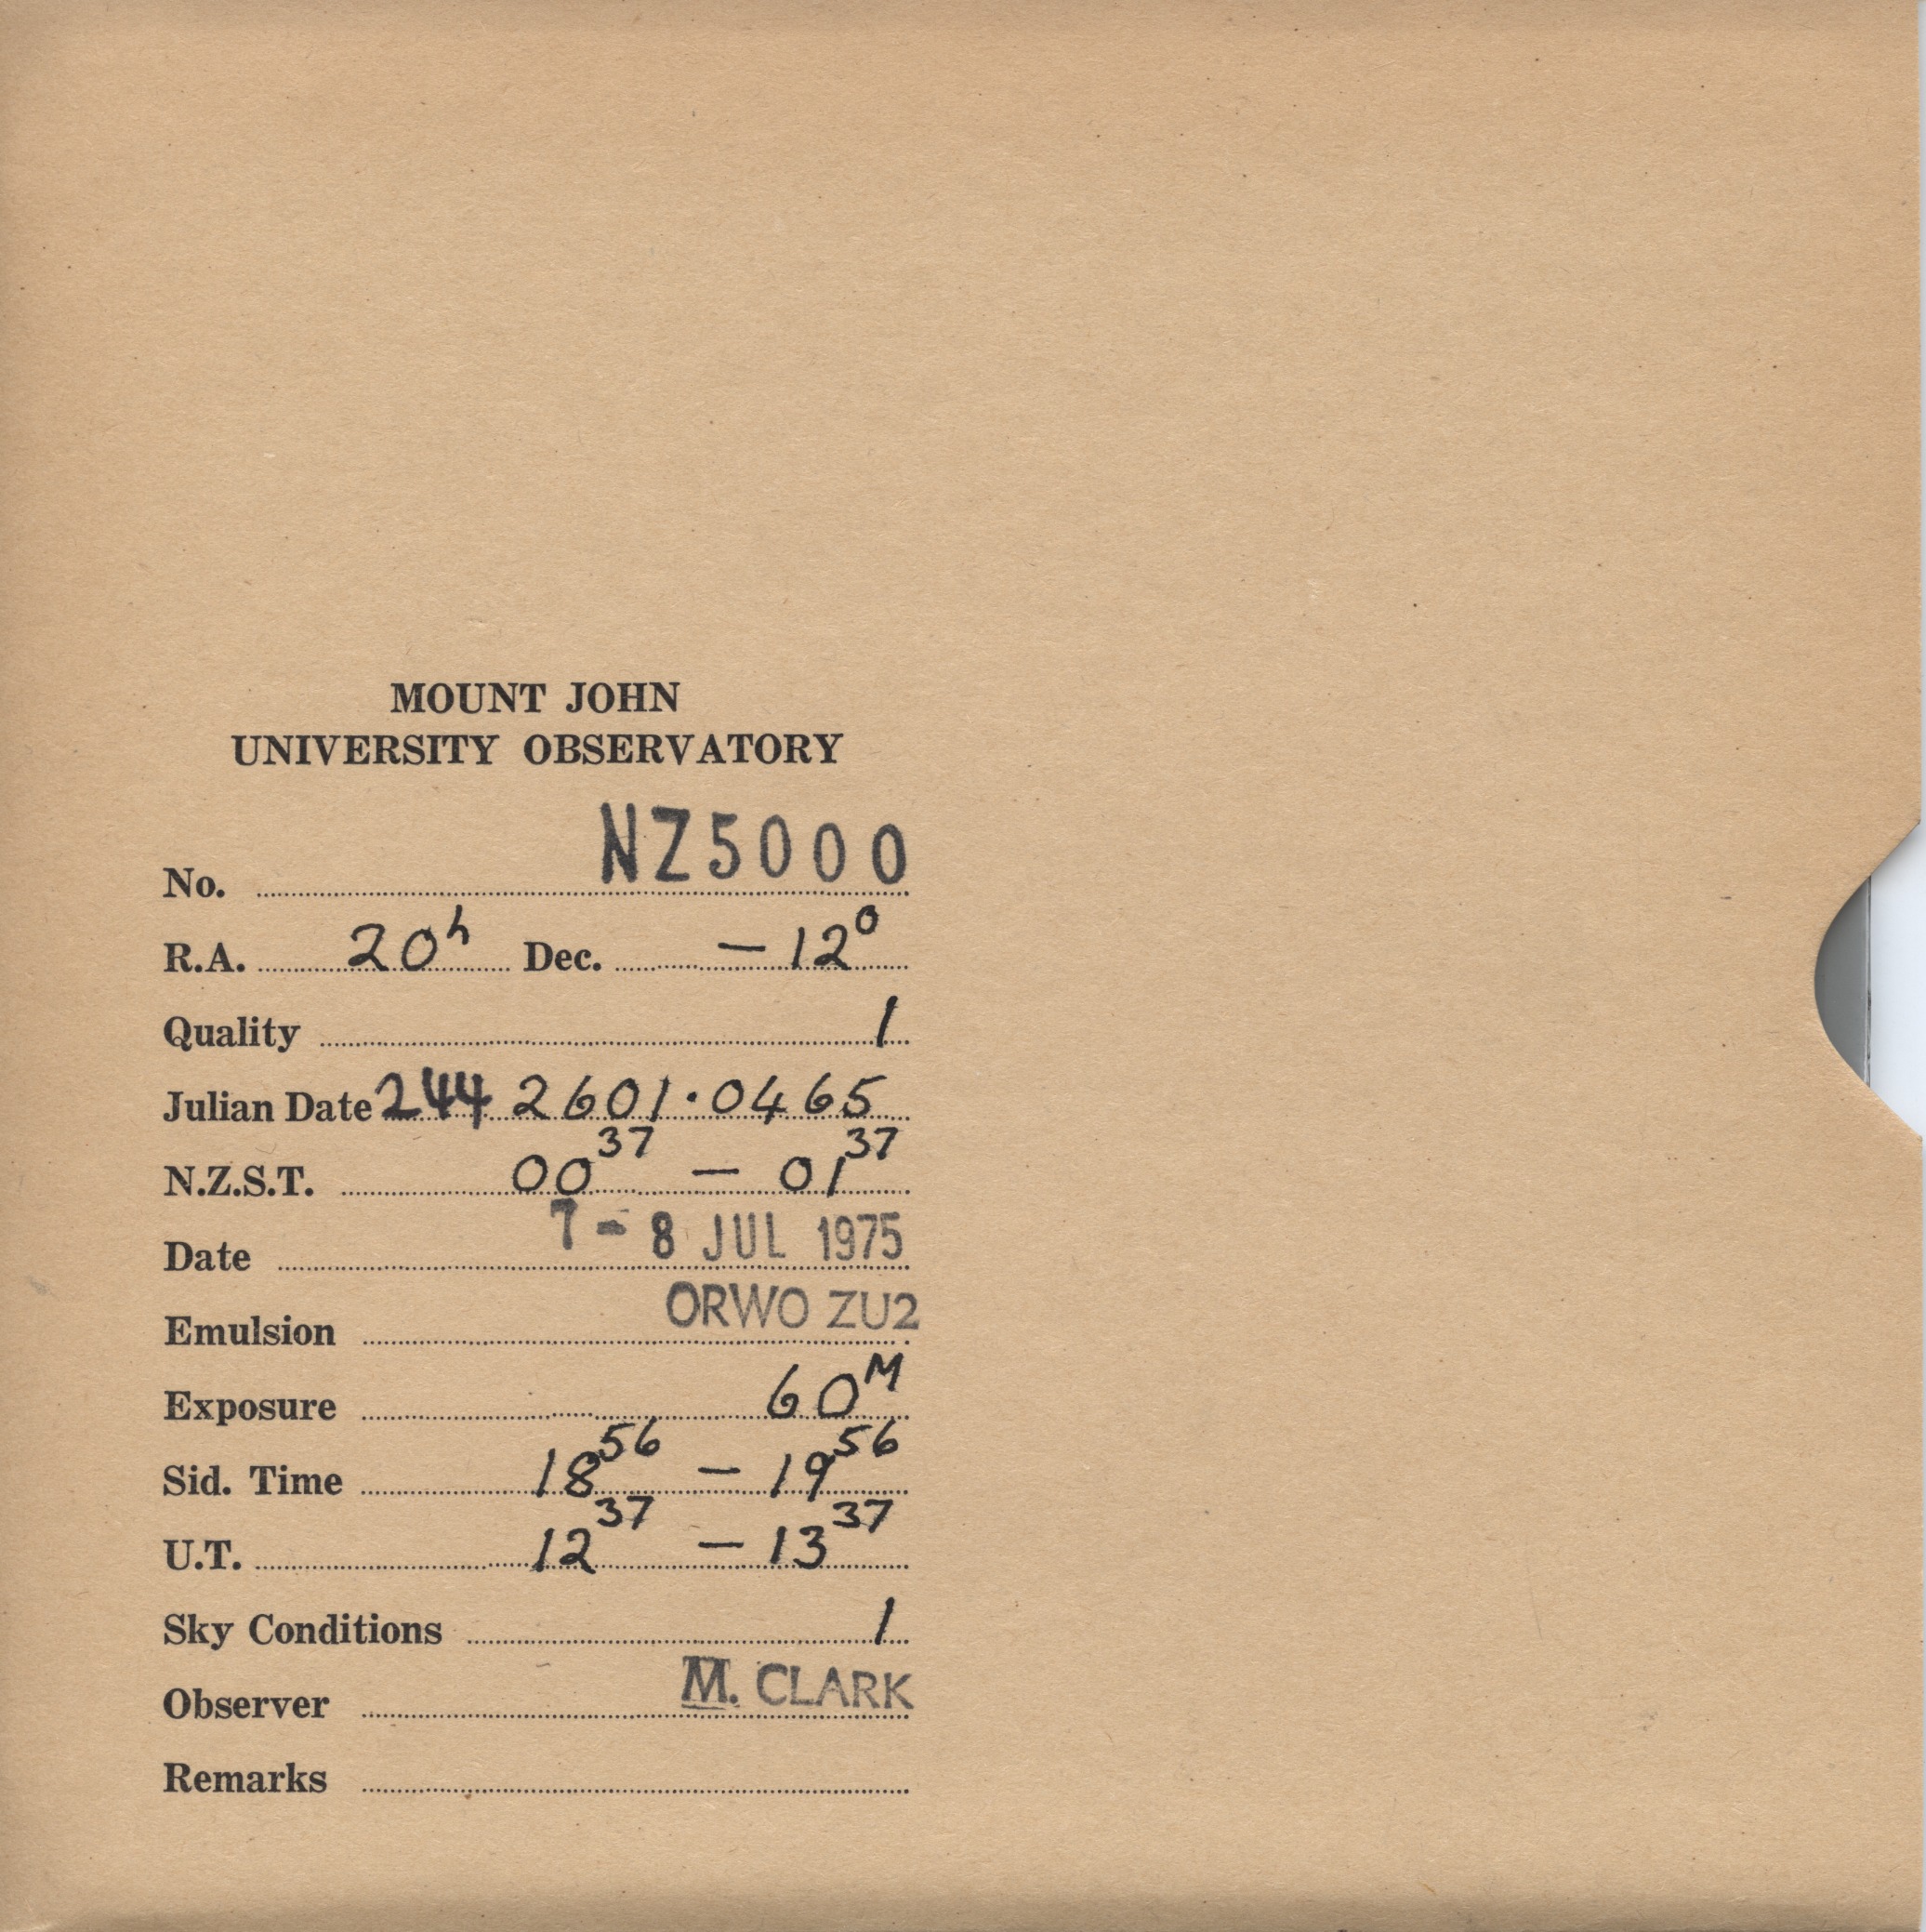 MOUNT JOHN
UNIVERSITY OBSERVATORY
No. NZ5000
R.A. 20h Dec. – 12°
Quality 1
Julian Date 244 2601.0465
N.Z.S.T. 00 37 – 01 37
Date 7 - 8 JUL 1975
Emulsion ORWO ZU2
Exposure 60M
Sid. Time 18 56 – 19 56
U.T. 12 37 – 13 37
Sky Conditions 1
Observer M. CLARK
Remarks